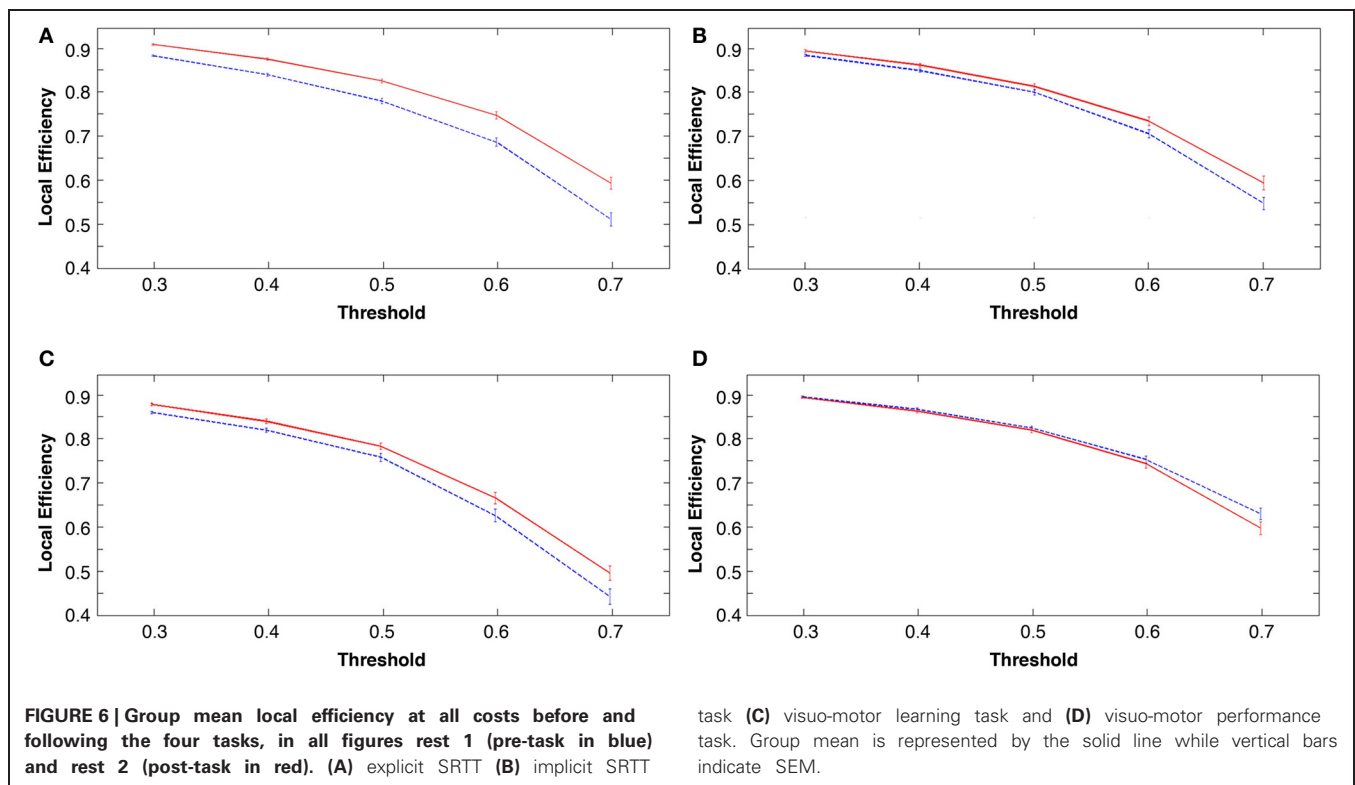 A
0.9
0.8
0.7
0.6
0.5
0.4
Local Efficiency
0.3 0.4 0.5 0.6 0.7
Threshold
B
0.9
0.8
0.7
0.6
0.5
0.4
Local Efficiency
0.3 0.4 0.5 0.6 0.7
Threshold
C
0.9
0.8
0.7
0.6
0.5
0.4
Local Efficiency
0.3 0.4 0.5 0.6 0.7
Threshold
D
0.9
0.8
0.7
0.6
0.5
0.4
Local Efficiency
0.3 0.4 0.5 0.6 0.7
Threshold
FIGURE 6 | Group mean local efficiency at all costs before and
following the four tasks, in all figures rest 1 (pre-task in blue)
and rest 2 (post-task in red). (A) explicit SRTT (B) implicit SRTT
task (C) visuo-motor learning task and (D) visuo-motor performance
task. Group mean is represented by the solid line while vertical bars
indicate SEM.